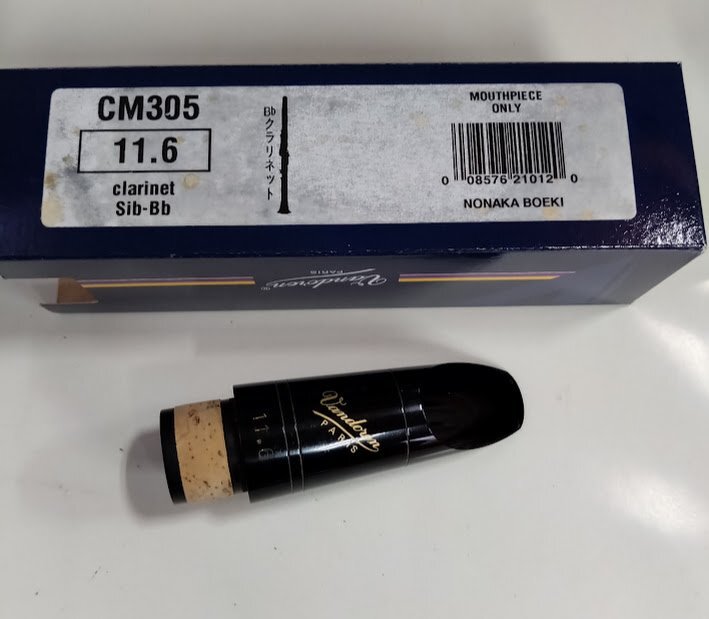 CM305
11.6
clarinet
Sib-Bb
Bbクラリネット
MOUTHPIECE
ONLY
0 08576 21012 0
NONAKA BOEKI
Vandoren®
PARIS
11.6
Vandoren
PARIS